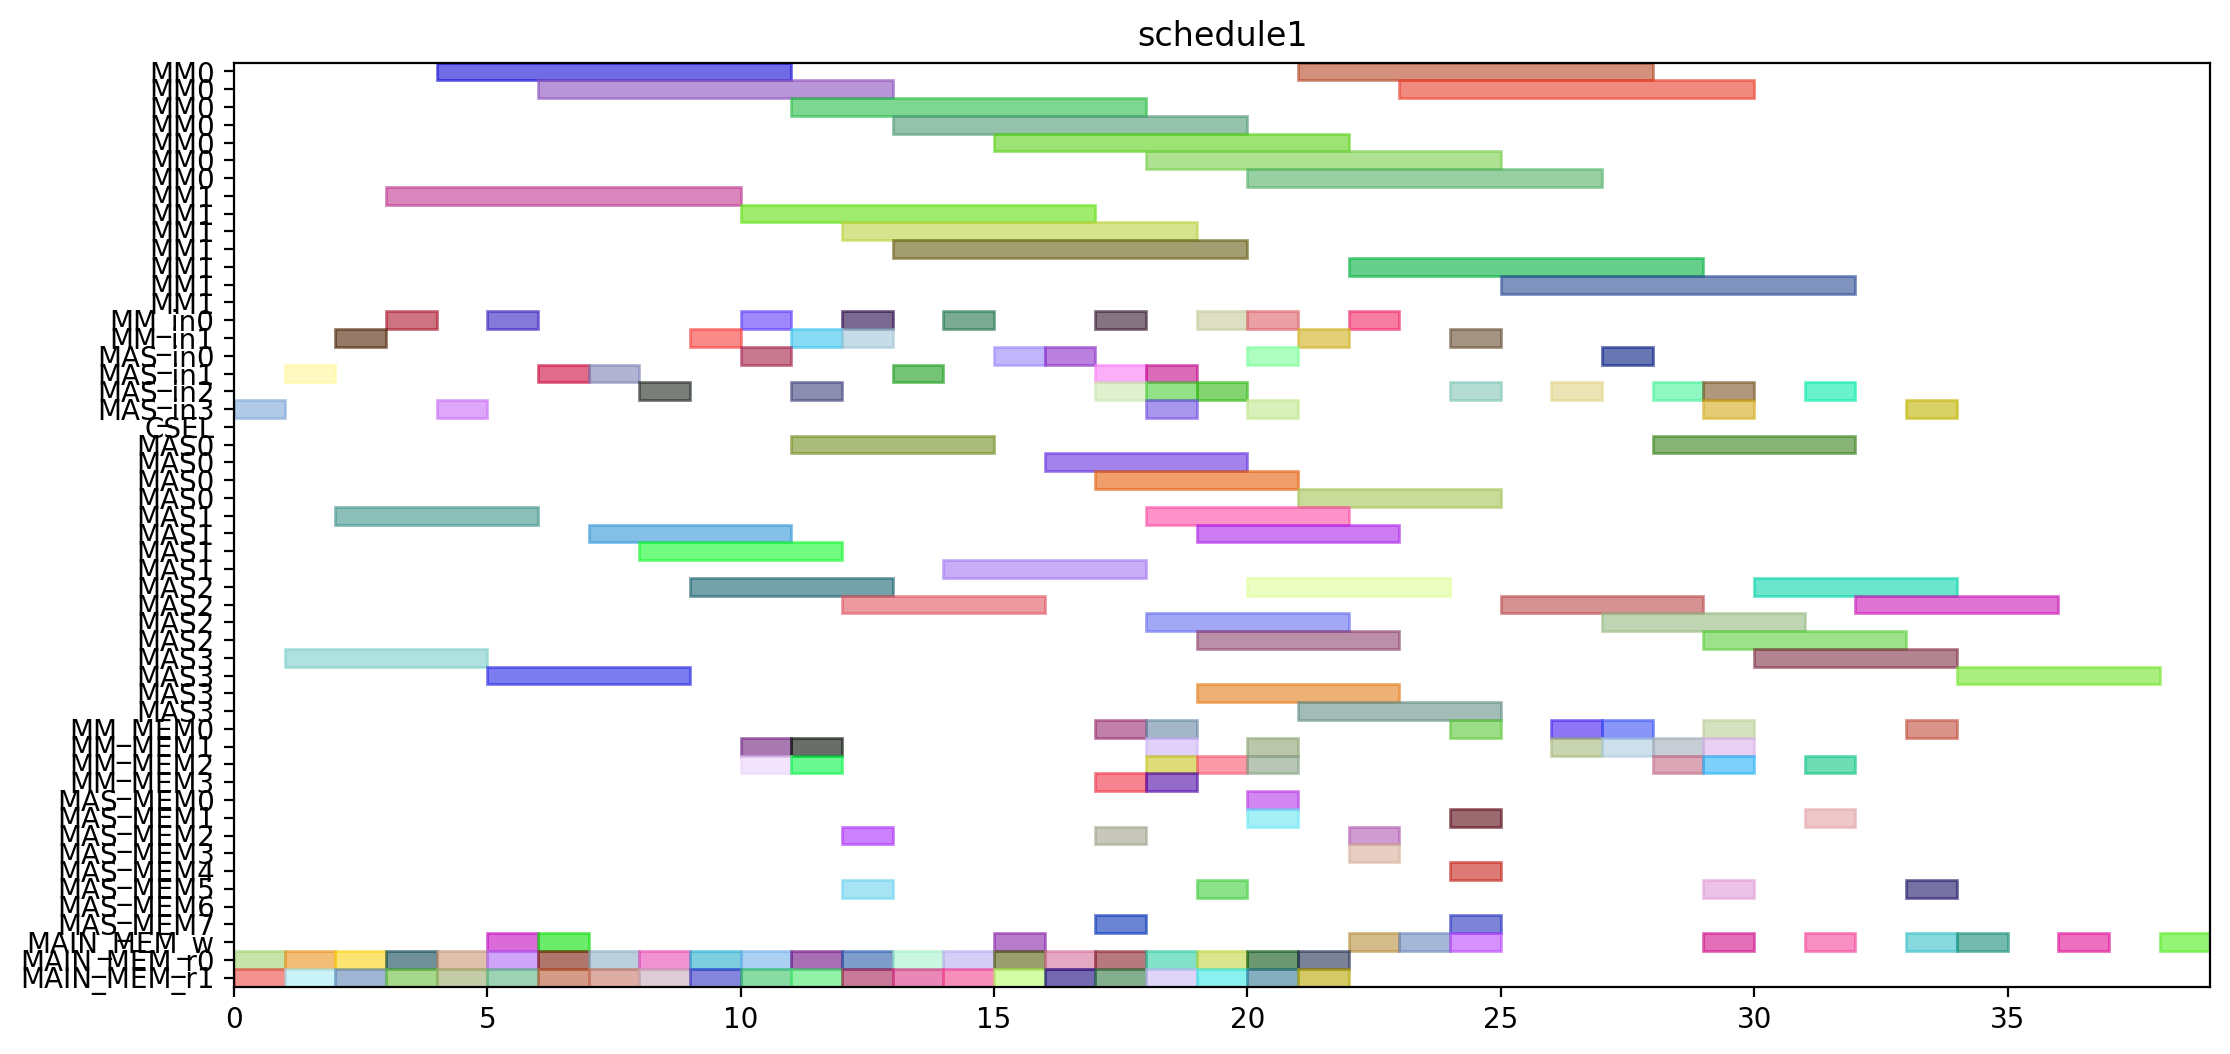 schedule1
MM0
MM0
MM0
MM0
MM0
MM0
MM0
MM1
MM1
MM1
MM1
MM1
MM1
MM1
MM_in0
MM_in1
MAS_in0
MAS_in1
MAS_in2
MAS_in3
CSEL
MAS0
MAS0
MAS0
MAS0
MAS1
MAS1
MAS1
MAS1
MAS2
MAS2
MAS2
MAS2
MAS3
MAS3
MAS3
MAS3
MM_MEM0
MM_MEM1
MM_MEM2
MM_MEM3
MAS_MEM0
MAS_MEM1
MAS_MEM2
MAS_MEM3
MAS_MEM4
MAS_MEM5
MAS_MEM6
MAS_MEM7
MAIN_MEM_w
MAIN_MEM_r0
MAIN_MEM_r1
0 5 10 15 20 25 30 35